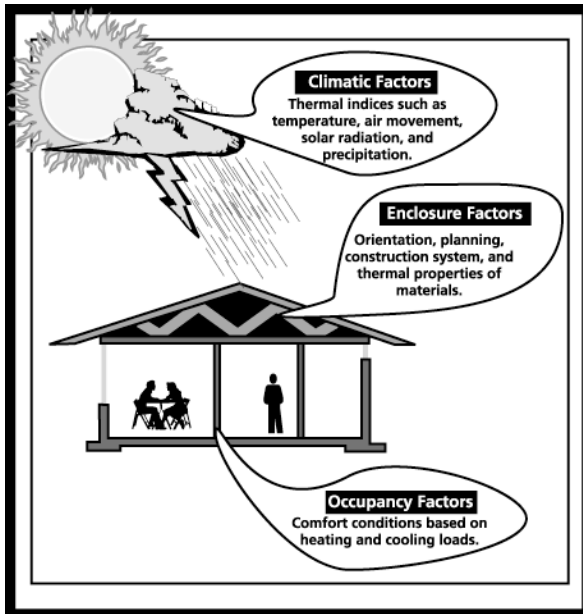 Climatic Factors
Thermal indices such as
temperature, air movement,
solar radiation, and
precipitation.
Enclosure Factors
Orientation, planning,
construction system, and
thermal properties of
materials.
Occupancy Factors
Comfort conditions based on
heating and cooling loads.